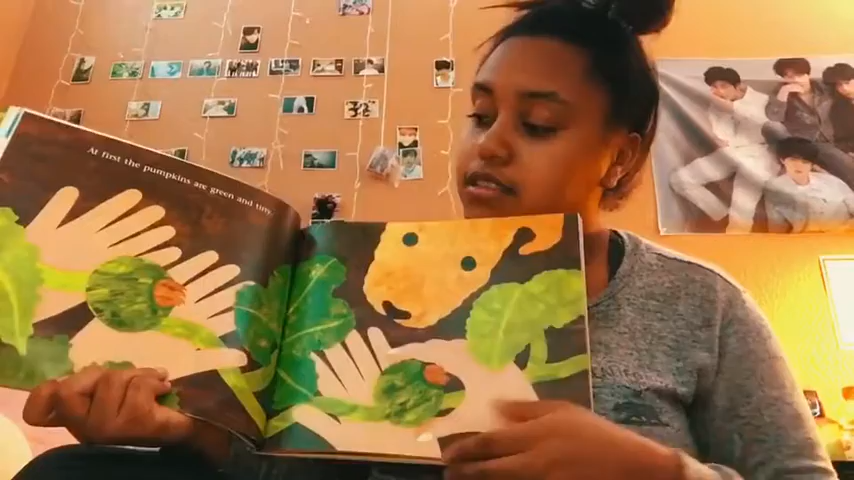 At first the pumpkins are green and tiny.